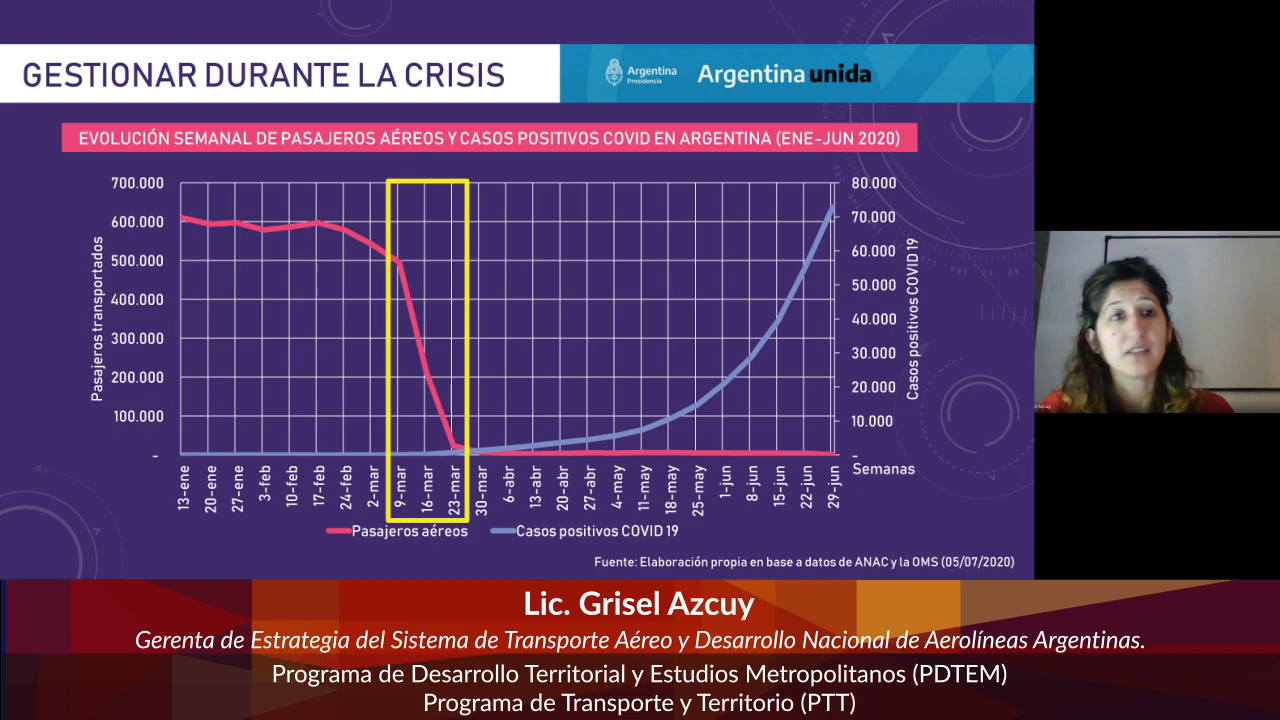 GESTIONAR DURANTE LA CRISIS
Argentina
Presidencia
Argentina unida
EVOLUCIÓN SEMANAL DE PASAJEROS AÉREOS Y CASOS POSITIVOS COVID EN ARGENTINA (ENE-JUN 2020)
Pasajeros transportados
700.000
600.000
500.000
400.000
300.000
200.000
100.000
-
80.000
70.000
60.000
50.000
40.000
30.000
20.000
10.000
-
Casos positivos COVID 19
13-ene
20-ene
27-ene
3-feb
10-feb
17-feb
24-feb
2-mar
9-mar
16-mar
23-mar
30-mar
6-abr
13-abr
20-abr
27-abr
4-may
11-may
18-may
25-may
1-jun
8-jun
15-jun
22-jun
29-jun
Semanas
Pasajeros aéreos
Casos positivos COVID 19
Fuente: Elaboración propia en base a datos de ANAC y la OMS (05/07/2020)
Azcuy
Lic. Grisel Azcuy
Gerenta de Estrategia del Sistema de Transporte Aéreo y Desarrollo Nacional de Aerolíneas Argentinas.
Programa de Desarrollo Territorial y Estudios Metropolitanos (PDTEM)
Programa de Transporte y Territorio (PTT)